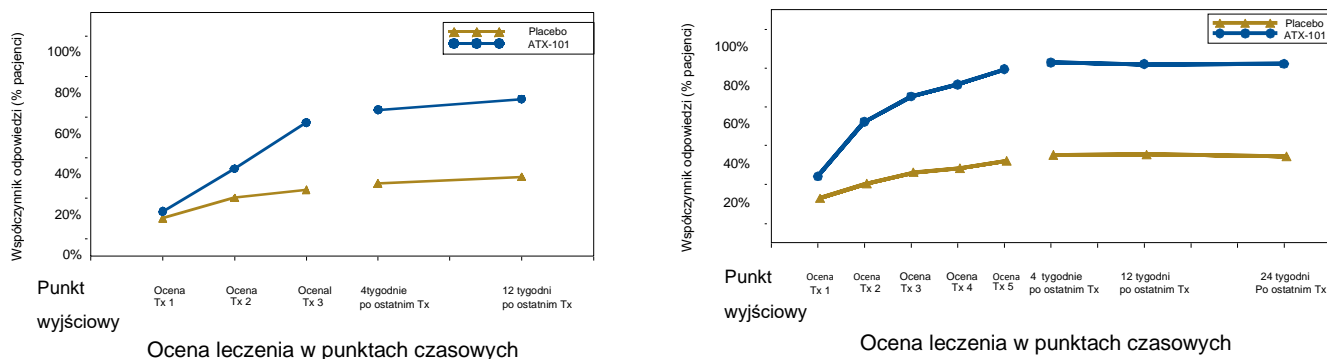 Współczynnik odpowiedzi (% pacjenci)
100%
80%
60%
40%
20%
0%
Placebo
ATX-101
Punkt
wyjściowy
Ocena
Tx 1
Ocena
Tx 2
Ocenal
Tx 3
4tygodnie
po ostatnim Tx
12 tygodni
po ostatnim Tx
Ocena leczenia w punktach czasowych
Współczynnik odpowiedzi (% pacjenci)
100%
80%
60%
40%
20%
Placebo
ATX-101
Punkt
wyjściowy
Ocena
Tx 1
Ocena
Tx 2
Ocena
Tx 3
Ocena
Tx 4
Ocena
Tx 5
4 tygodnie
po ostatnim Tx
12 tygodni
po ostatnim Tx
24 tygodni
Po ostatnim Tx
Ocena leczenia w punktach czasowych